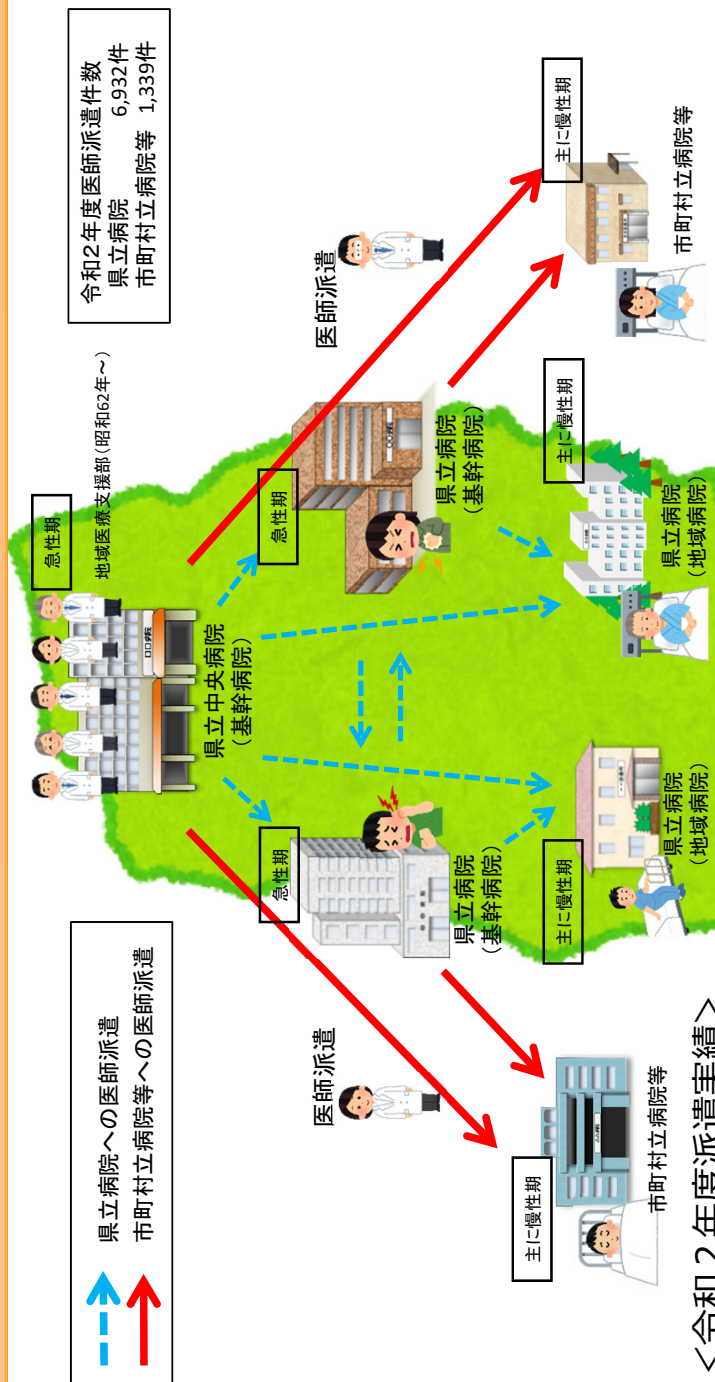 県立病院への医師派遣
市町村立病院等への医師派遣
令和2年度医師派遣件数
県立病院 6,932件
市町村立病院等 1,339件
急性期
地域医療支援部(昭和62年~)
県立中央病院
(基幹病院)
医師派遣
急性期
県立病院
(基幹病院)
急性期
県立病院
(基幹病院)
医師派遣
主に慢性期
市町村立病院等
主に慢性期
県立病院
(地域病院)
主に慢性期
県立病院
(地域病院)
主に慢性期
市町村立病院等
<令和2年度派遣実績>